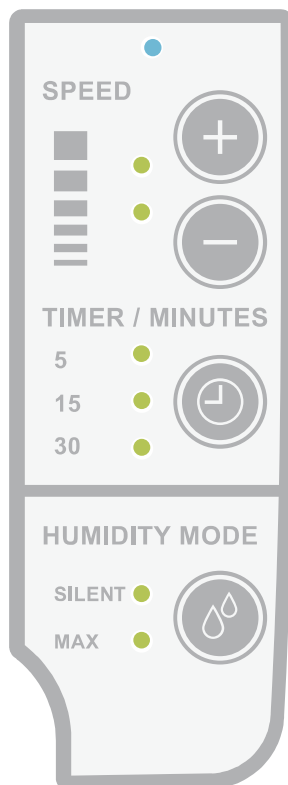 SPEED
TIMER / MINUTES
5
15
30
HUMIDITY MODE
SILENT
MAX